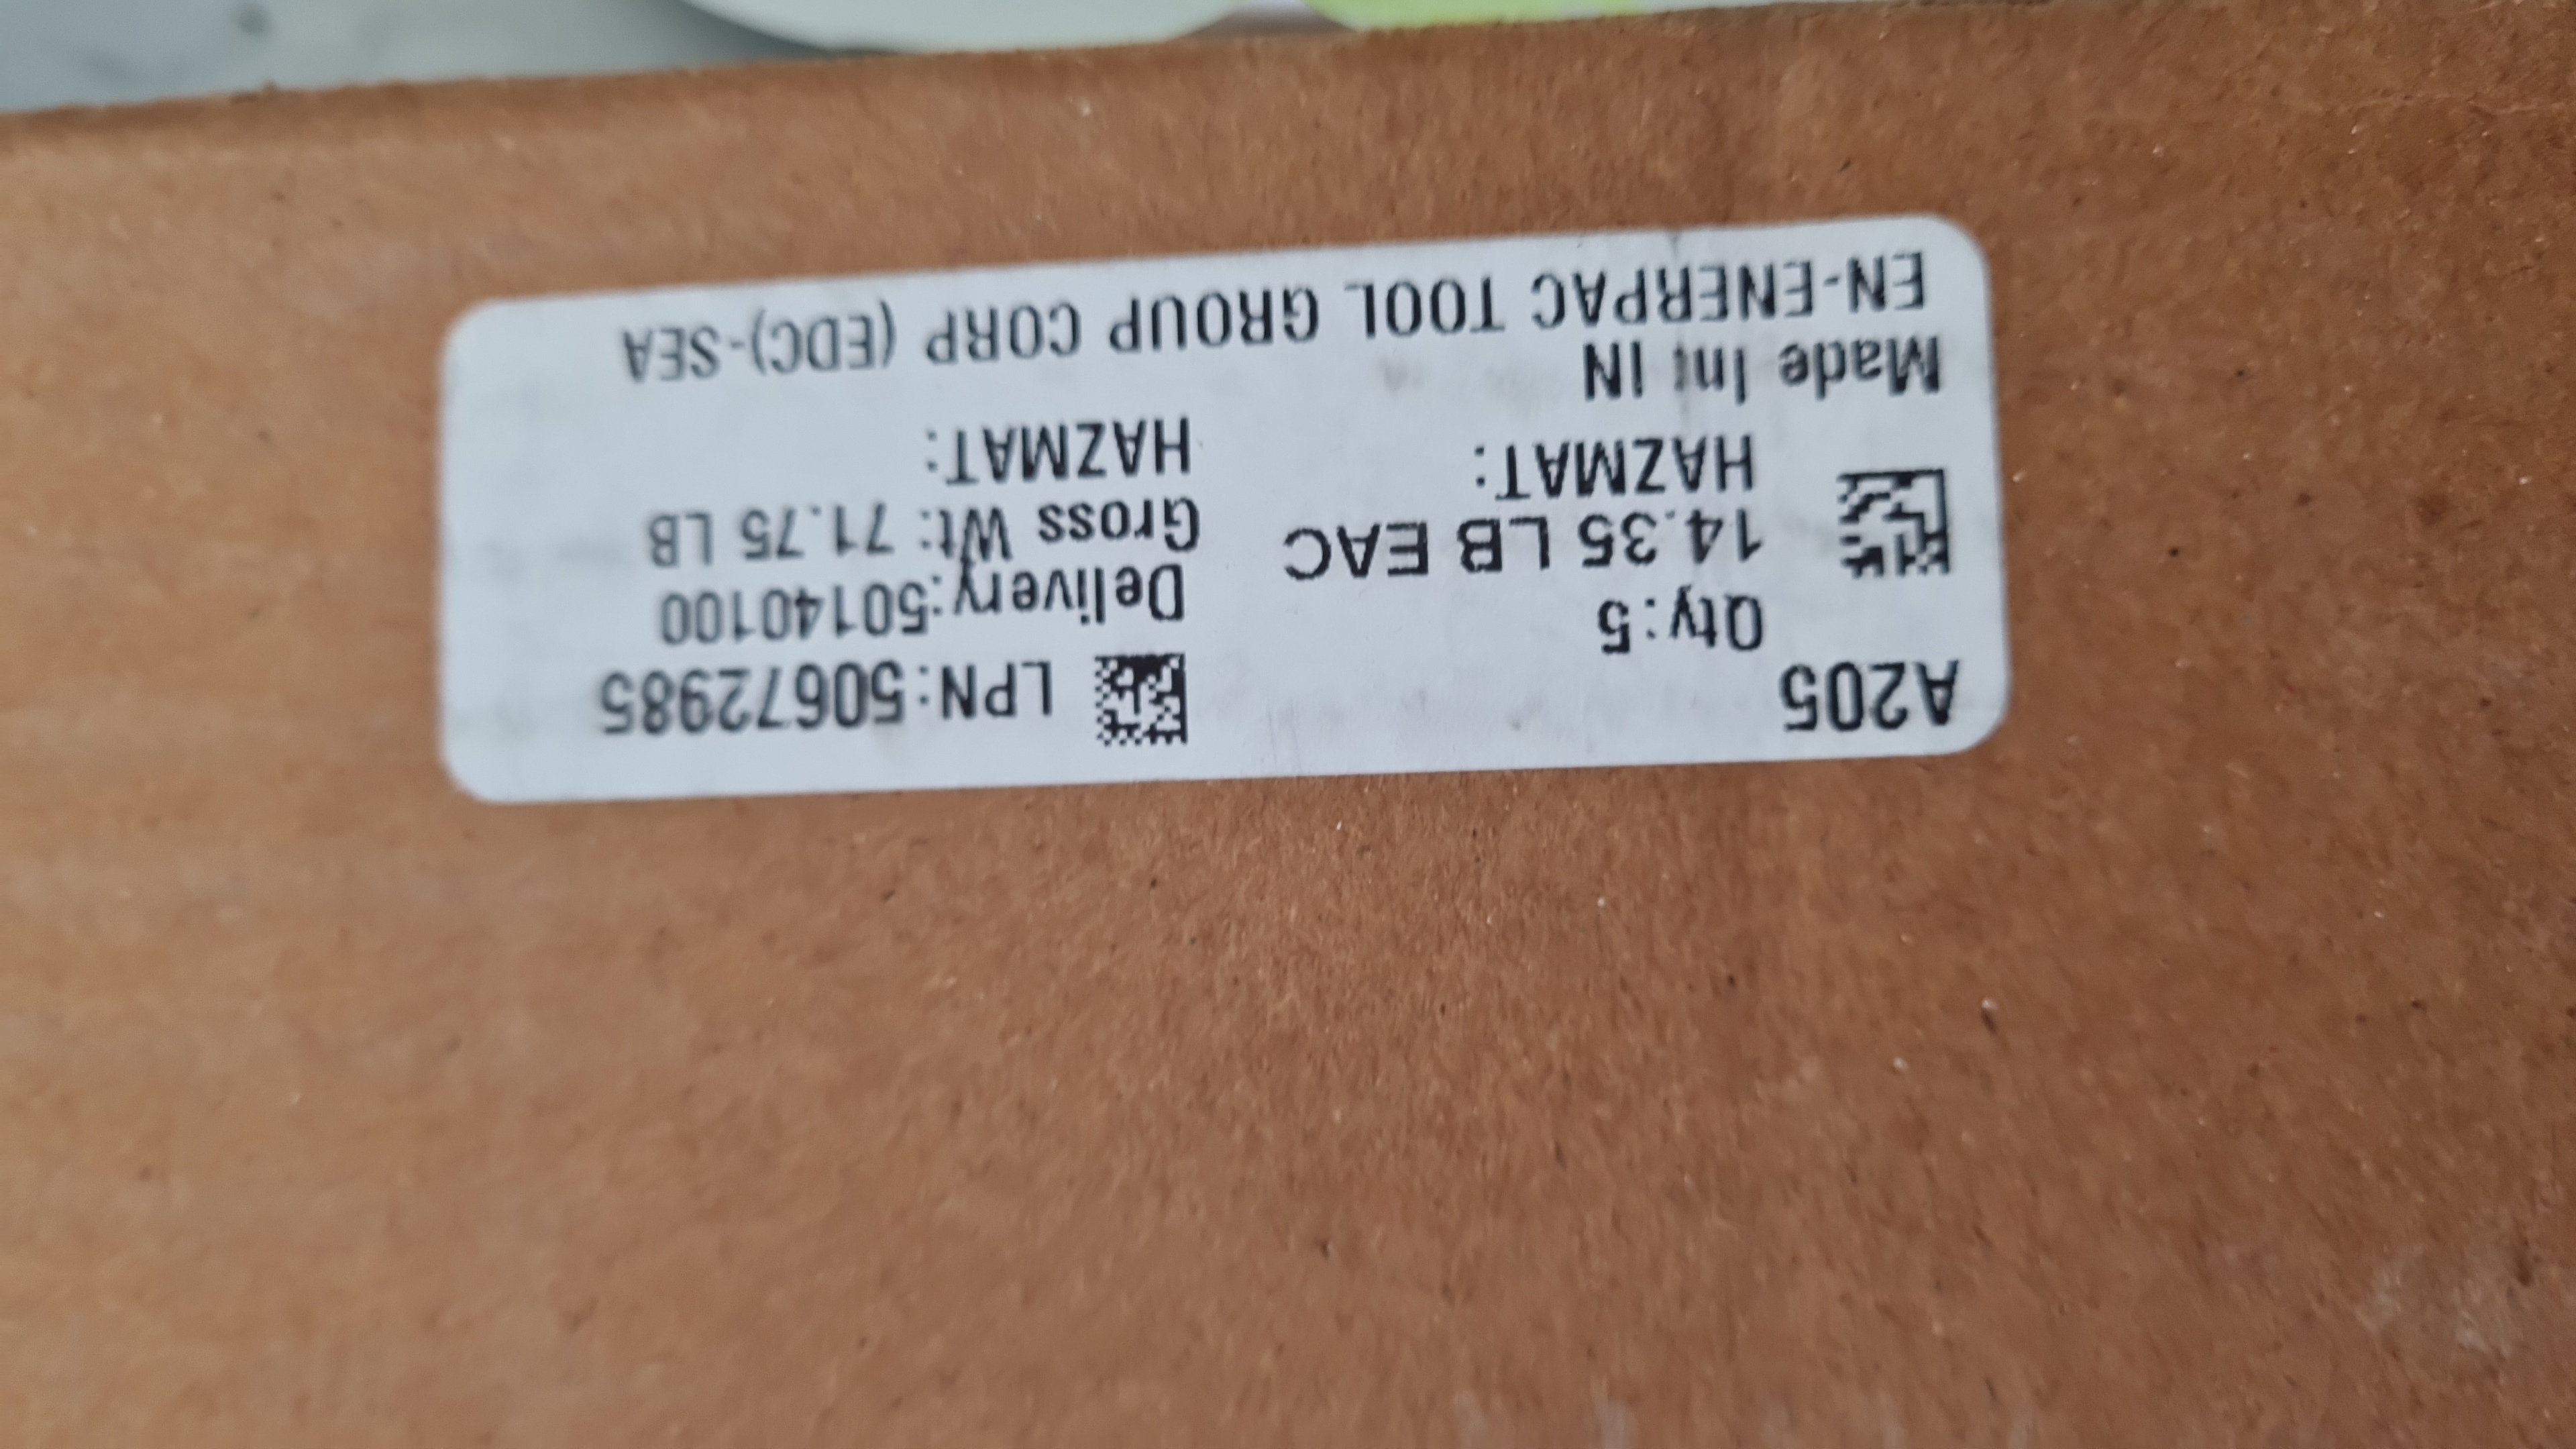 A205
LPN:50672985
Qty:5
Delivery:50140100
14.35 LB EAC
Gross Wt: 71.75 LB
HAZMAT:
HAZMAT:
Made In: IN
EN-ENERPAC TOOL GROUP CORP (EDC)-SEA